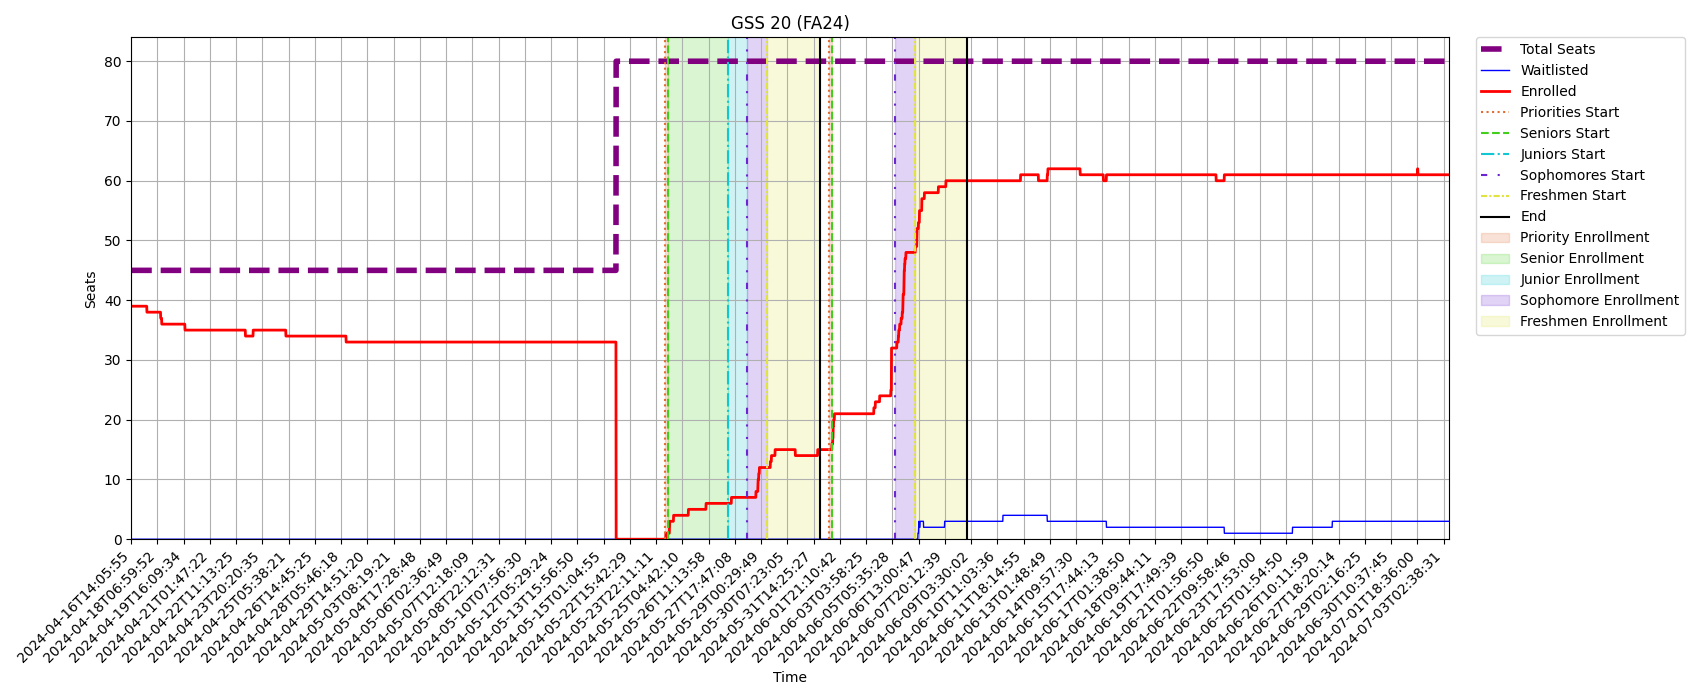 GSS 20 (FA24)
Total Seats
Waitlisted
Enrolled
Priorities Start
Seniors Start
Juniors Start
Sophomores Start
Freshmen Start
End
Priority Enrollment
Senior Enrollment
Junior Enrollment
Sophomore Enrollment
Freshmen Enrollment
Seats
80
70
60
50
40
30
20
10
0
2024-04-16T14:05:55
2024-04-18T06:59:52
2024-04-19T16:09:34
2024-04-21T01:47:22
2024-04-22T11:13:25
2024-04-23T20:20:35
2024-04-25T05:38:21
2024-04-26T14:45:25
2024-04-28T05:46:18
2024-04-29T14:51:20
2024-05-03T08:19:21
2024-05-04T17:28:48
2024-05-07T02:36:49
2024-05-07T12:18:09
2024-05-08T22:12:31
2024-05-10T07:56:30
2024-05-12T05:29:24
2024-05-13T13:56:50
2024-05-15T01:04:55
2024-05-22T15:42:29
2024-05-23T22:11:11
2024-05-25T04:42:10
2024-05-26T11:13:58
2024-05-27T17:47:08
2024-05-29T00:29:49
2024-05-30T07:23:05
2024-05-31T14:25:27
2024-06-01T21:10:42
2024-06-03T03:58:25
2024-06-05T05:35:28
2024-06-06T13:00:47
2024-06-07T20:12:39
2024-06-09T03:30:02
2024-06-10T11:03:36
2024-06-11T18:14:55
2024-06-13T01:48:49
2024-06-14T09:57:30
2024-06-15T17:44:13
2024-06-17T01:38:50
2024-06-18T09:44:11
2024-06-19T17:49:39
2024-06-21T01:56:50
2024-06-22T09:58:46
2024-06-23T17:53:00
2024-06-25T01:54:50
2024-06-26T10:11:59
2024-06-27T18:20:14
2024-06-29T02:16:25
2024-06-30T10:37:45
2024-07-01T18:36:00
2024-07-03T02:38:31
Time